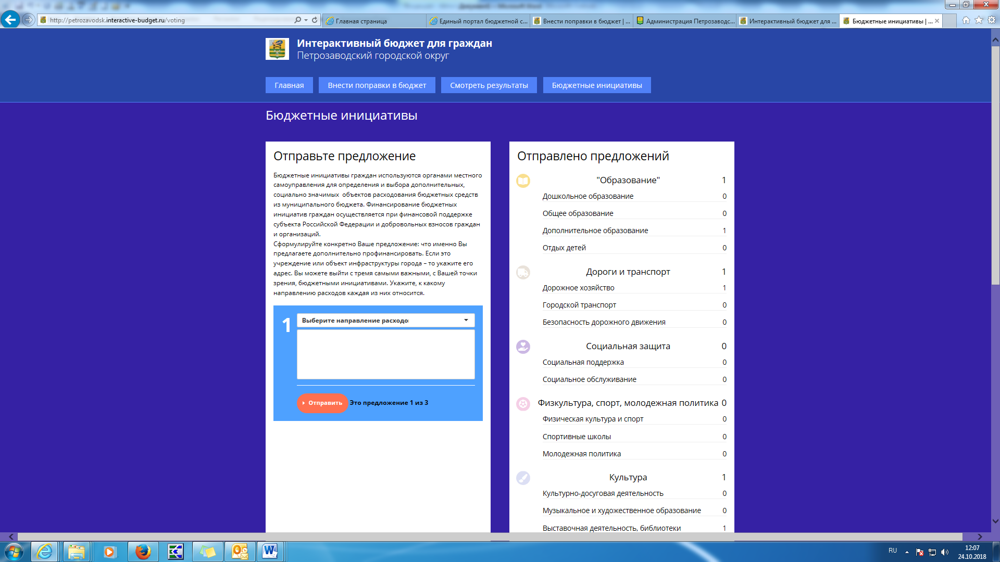 http://petrozavodsk.interactive-budget.ru/voting
Главная страница
Единый портал бюджетной с...
Внести поправки в бюджет | ...
Администрация Петрозаводс...
Интерактивный бюджет для ...
Бюджетные инициативы | ...
Интерактивный бюджет для граждан
Петрозаводский городской округ
Главная
Внести поправки в бюджет
Смотреть результаты
Бюджетные инициативы
Бюджетные инициативы
Отправьте предложение
Бюджетные инициативы граждан используются органами местного
самоуправления для определения и выбора дополнительных,
социально значимых объектов расходования бюджетных средств
из муниципального бюджета. Финансирование бюджетных
инициатив граждан осуществляется при финансовой поддержке
субъекта Российской Федерации и добровольных взносов граждан
и организаций.
Сформулируйте конкретно Ваше предложение: что именно Вы
предлагаете дополнительно профинансировать. Если это
учреждение или объект инфраструктуры города – то укажите его
адрес. Вы можете выйти с тремя самыми важными, с Вашей точки
зрения, бюджетными инициативами. Укажите, к какому
направлению расходов каждая из них относится.
1
Выберите направление расходо
Отправить
Это предложение 1 из 3
Отправлено предложений
"Образование" 1
Дошкольное образование 0
Общее образование 0
Дополнительное образование 1
Отдых детей 0
Дороги и транспорт 1
Дорожное хозяйство 1
Городской транспорт 0
Безопасность дорожного движения 0
Социальная защита 0
Социальная поддержка 0
Социальное обслуживание 0
Физкультура, спорт, молодежная политика 0
Физическая культура и спорт 0
Спортивные школы 0
Молодежная политика 0
Культура 1
Культурно-досуговая деятельность 0
Музыкальное и художественное образование 0
Выставочная деятельность, библиотеки 1
RU
12:07
24.10.2018